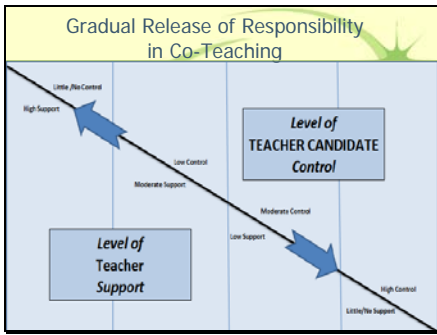 Gradual Release of Responsibility
in Co-Teaching
Little /No Control
High Support
Level of
TEACHER CANDIDATE
Control
Low Control
Moderate Support
Moderate Control
Low Support
Level of
Teacher
Support
High Control
Little/No Support